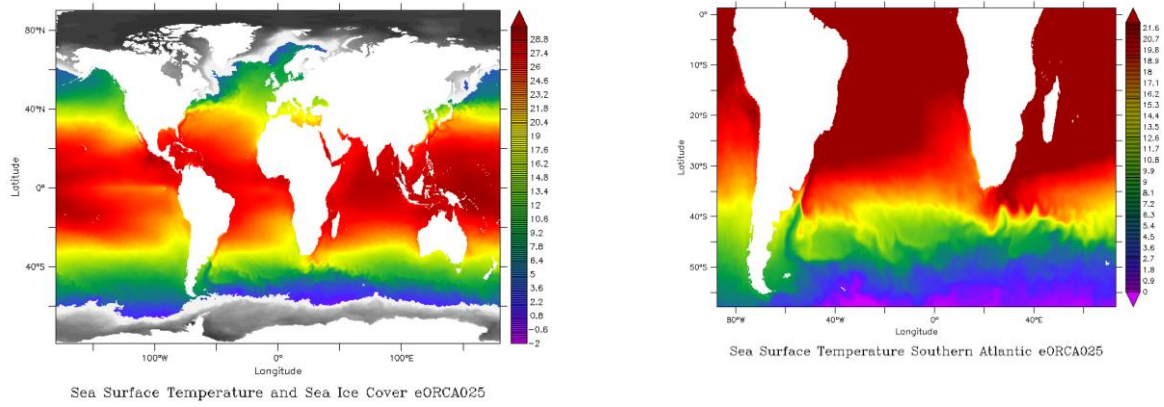 80°N
40°N
0°
40°S
Latitude
100°W
0°
100°E
Longitude
28.8
27.4
26
24.6
23.2
21.8
20.4
19
17.6
16.2
14.8
13.4
12
10.6
9.2
7.8
6.4
5
3.6
2.2
0.8
-0.6
-2
Sea Surface Temperature and Sea Ice Cover eORCA025
0°
10°S
20°S
30°S
40°S
50°S
Latitude
80°W
40°W
0°
40°E
Longitude
21.6
20.7
19.8
18.9
18
17.1
16.2
15.3
14.4
13.5
12.6
11.7
10.8
9.9
9
8.1
7.2
6.3
5.4
4.5
3.6
2.7
1.8
0.9
0
Sea Surface Temperature Southern Atlantic eORCA025